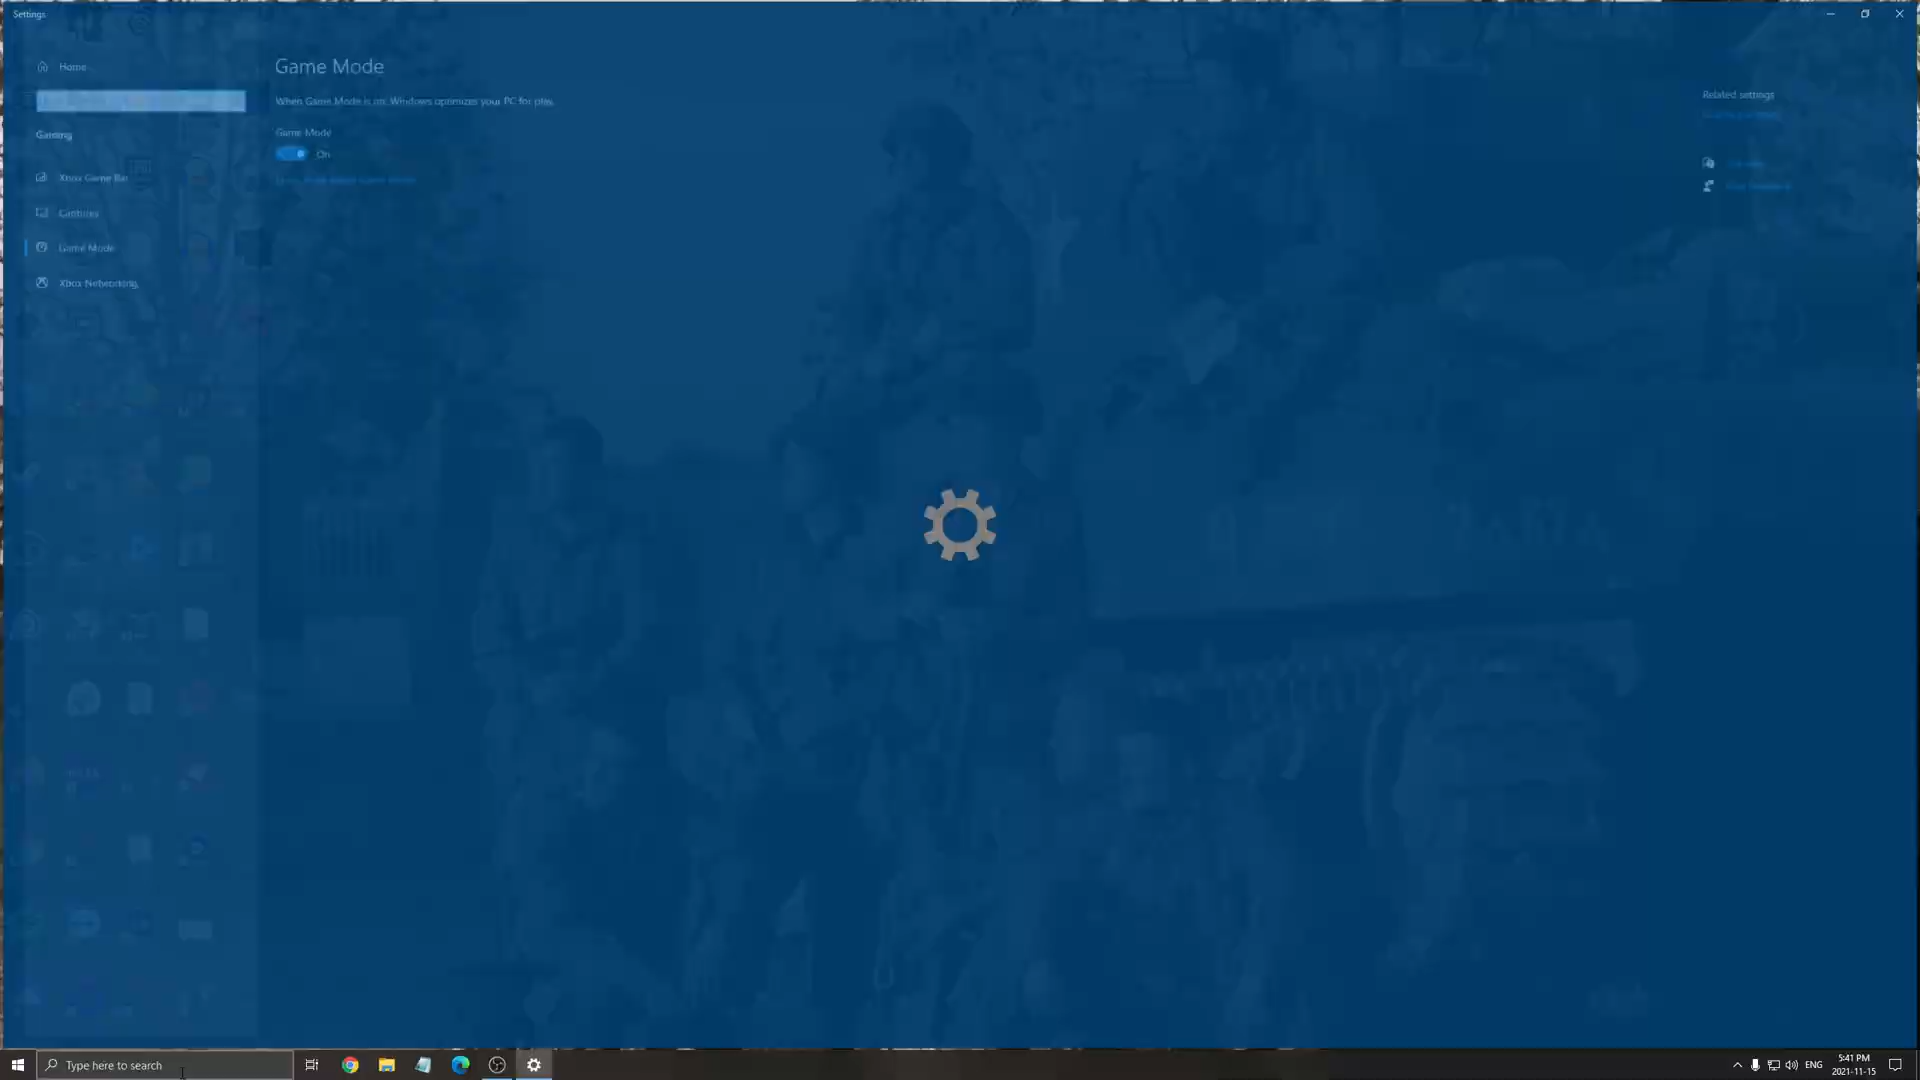 Settings
Home
Game Mode
When Game Mode is on, Windows optimizes your PC for play.
Related settings
Gaming
Game Mode
On
Xbox Game Bar
Captures
Game Mode
Xbox Networking
Type here to search
ENG
5:41 PM
2021-11-15